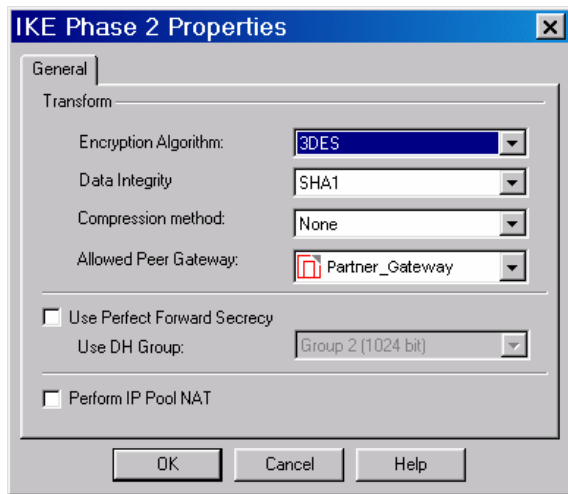 IKE Phase 2 Properties
General
Transform
Encryption Algorithm: 3DES
Data Integrity SHA1
Compression method: None
Allowed Peer Gateway: Partner_Gateway
Use Perfect Forward Secrecy
Use DH Group: Group 2 (1024 bit)
Perform IP Pool NAT
OK Cancel Help